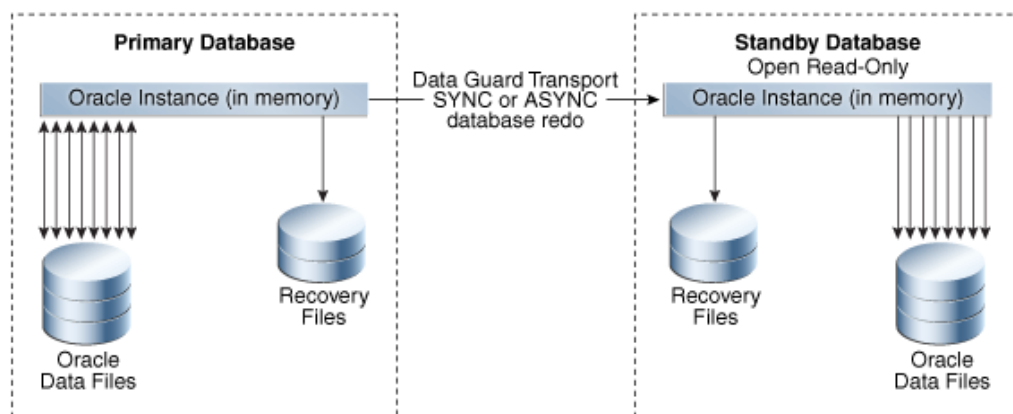 Primary Database
Oracle Instance (in memory)
Recovery
Files
Oracle
Data Files
Data Guard Transport
SYNC or ASYNC
database redo
Standby Database
Open Read-Only
Oracle Instance (in memory)
Recovery
Files
Oracle
Data Files